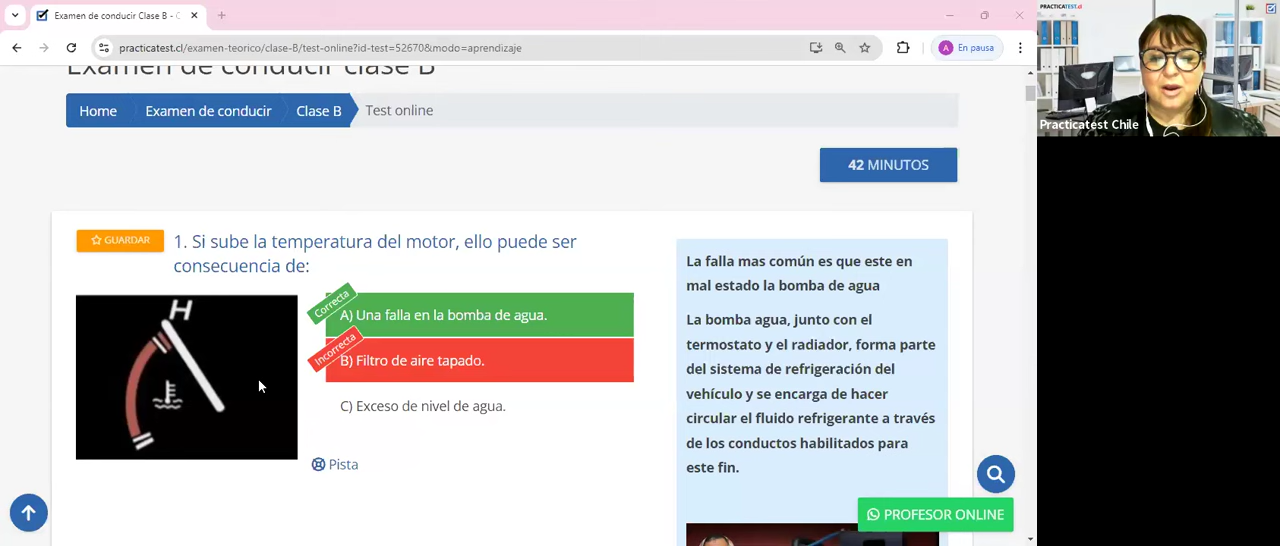 Examen de conducir Clase B - C
practicatest.cl/examen-teorico/clase-B/test-online?id-test=52670&modo=aprendizaje
A
En pausa
PRACTICATEST.cl
Practicatest Chile
Examen de conducir clase B
Home
Examen de conducir
Clase B
Test online
42 MINUTOS
GUARDAR
1. Si sube la temperatura del motor, ello puede ser
consecuencia de:
H
Correcta
A) Una falla en la bomba de agua.
Incorrecta
B) Filtro de aire tapado.
C) Exceso de nivel de agua.
Pista
La falla mas común es que este en
mal estado la bomba de agua
La bomba agua, junto con el
termostato y el radiador, forma parte
del sistema de refrigeración del
vehículo y se encarga de hacer
circular el fluido refrigerante a través
de los conductos habilitados para
este fin.
PROFESOR ONLINE